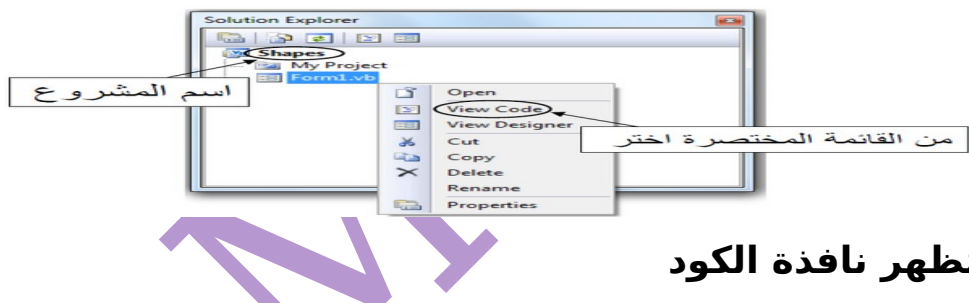 Solution Explorer
Shapes
My Project
Form1.vb
اسم المشروع
Open
View Code
View Designer
من القائمة المختصرة اختر
Cut
Copy
Delete
Rename
Properties
نافذة الكود